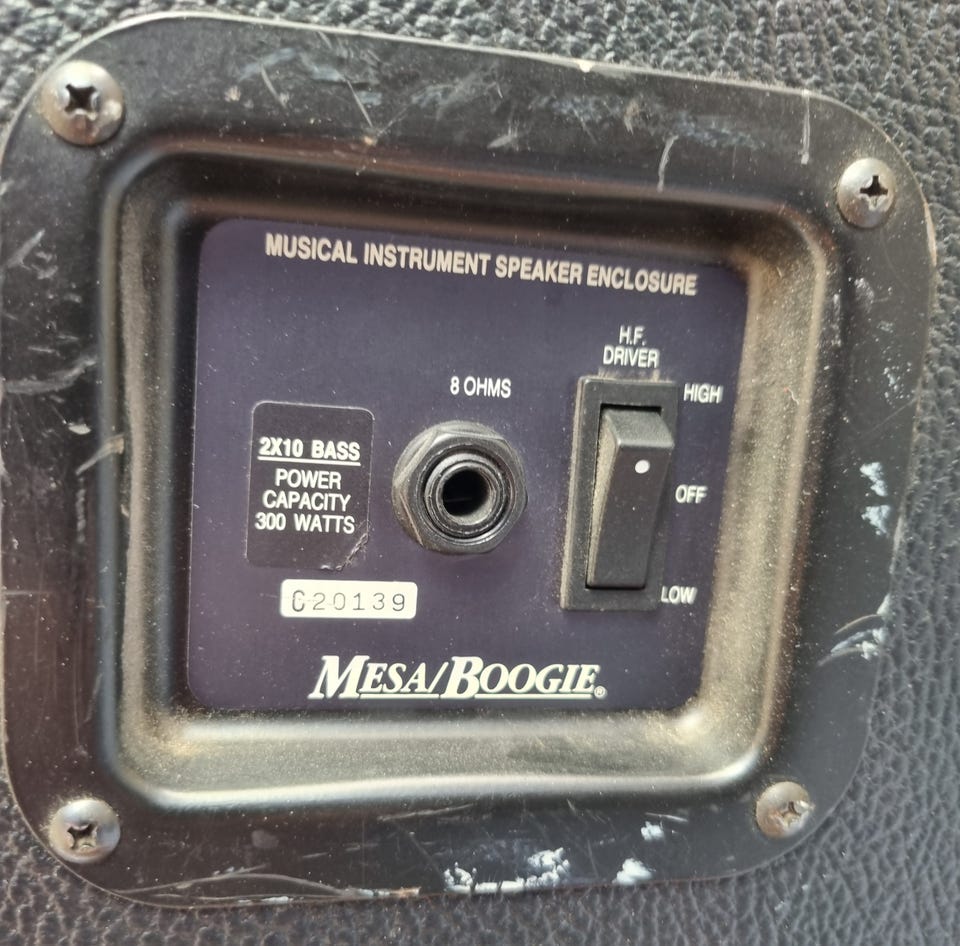 MUSICAL INSTRUMENT SPEAKER ENCLOSURE
H.F.
DRIVER
8 OHMS
HIGH
2X10 BASS
POWER
CAPACITY
300 WATTS
OFF
C20139
LOW
MESA/BOOGIE®